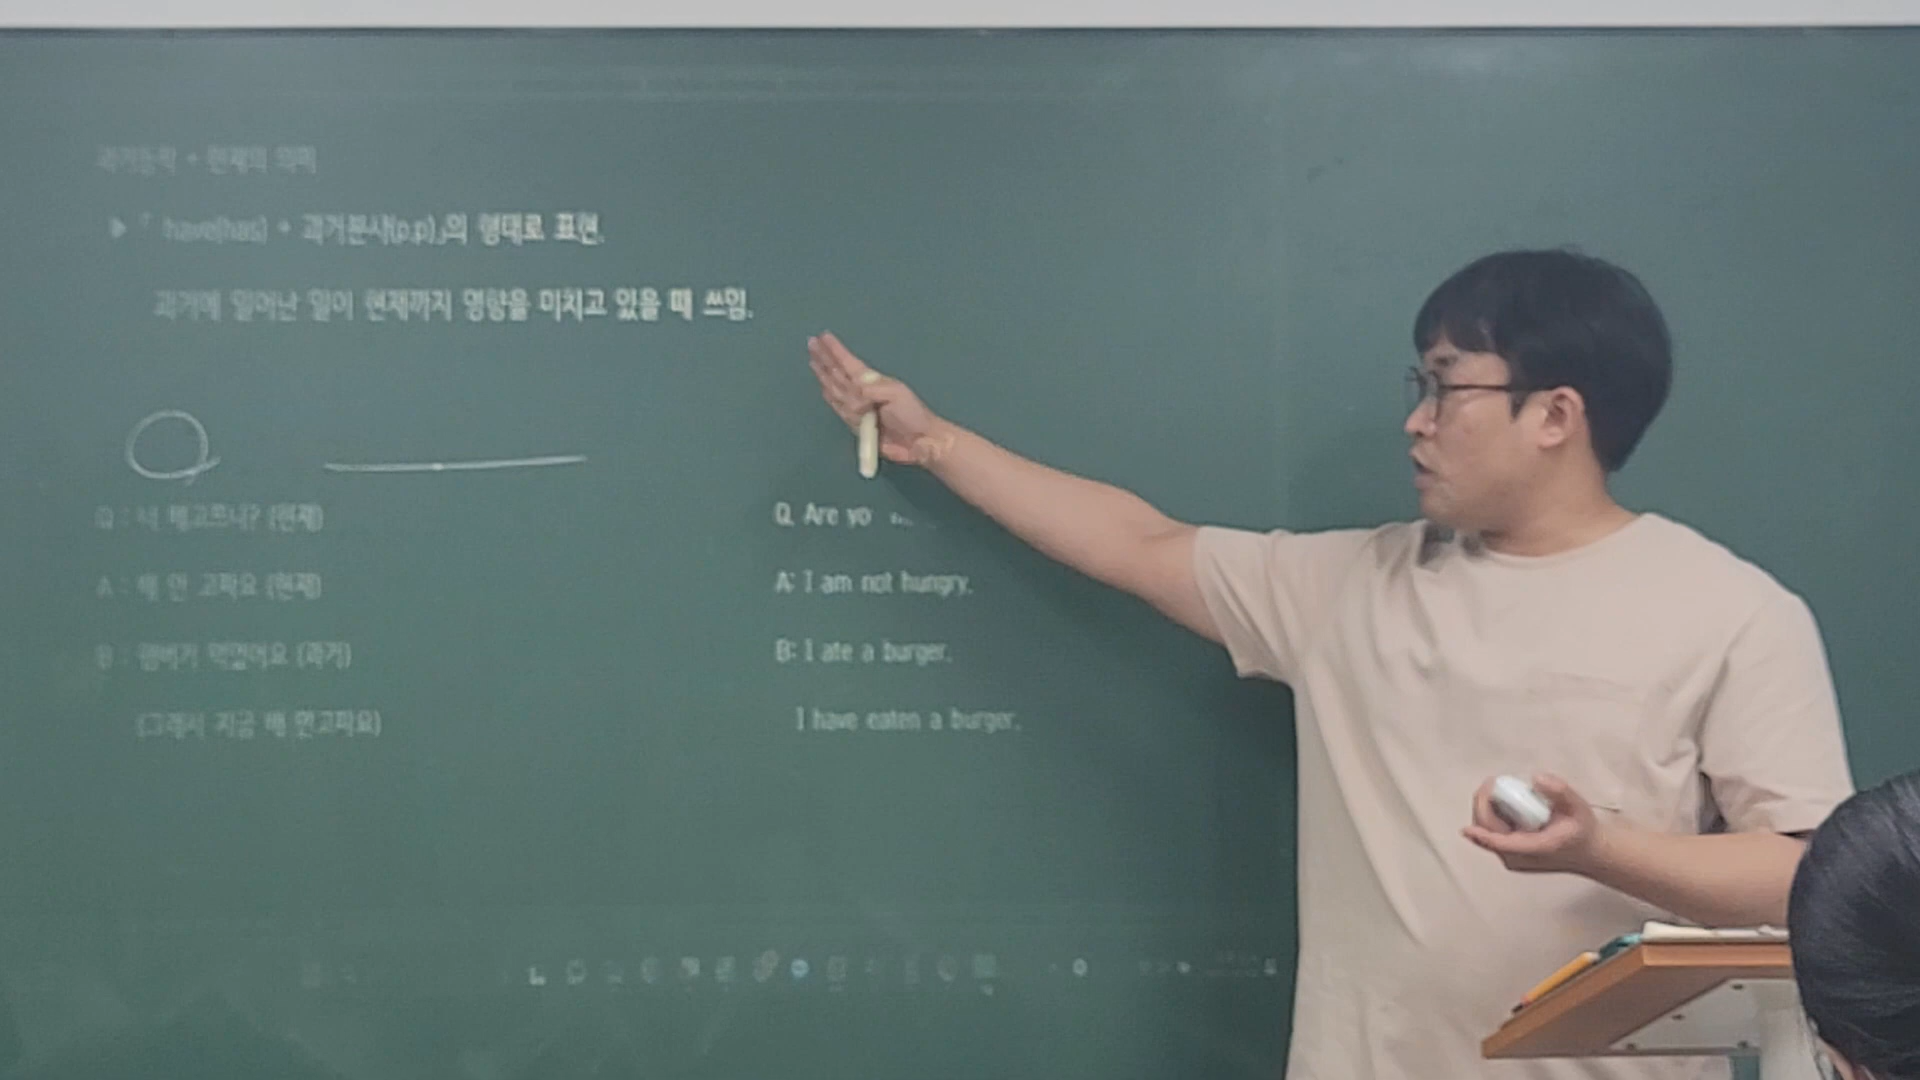 과거동작 + 현재의 의미
▶ 「 have(has) + 과거분사(p.p)」의 형태로 표현.
과거에 일어난 일이 현재까지 영향을 미치고 있을 때 쓰임.
Q : 너 배고프니? (현재)
Q. Are yo
A : 배 안 고파요 (현재)
A: I am not hungry.
B : 햄버거 먹었어요 (과거)
B: I ate a burger.
(그래서 지금 배 안고파요)
I have eaten a burger.